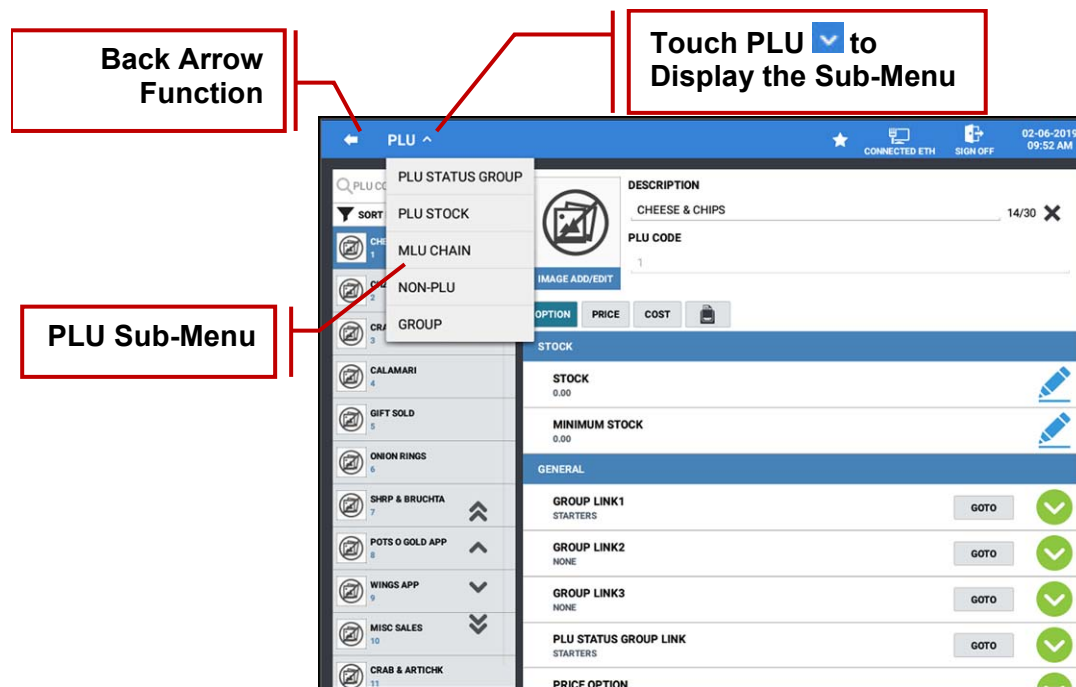 Back Arrow
Function
Touch PLU to
Display the Sub-Menu
PLU Sub-Menu
PLU
CONNECTED ETH
SIGN OFF
02-06-2019
09:52 AM
PLU
SORT
PLU STATUS GROUP
PLU STOCK
MLU CHAIN
NON-PLU
GROUP
1
2
3
CALAMARI
4
GIFT SOLD
5
ONION RINGS
6
SHRP & BRUCHTA
7
POTS O GOLD APP
8
WINGS APP
9
MISC SALES
10
CRAB & ARTICHK
11
IMAGE ADD/EDIT
DESCRIPTION
CHEESE & CHIPS
14/30
PLU CODE
1
OPTION PRICE COST
STOCK
STOCK
0.00
MINIMUM STOCK
0.00
GENERAL
GROUP LINK1
STARTERS
GOTO
GROUP LINK2
NONE
GOTO
GROUP LINK3
NONE
GOTO
PLU STATUS GROUP LINK
STARTERS
GOTO
PRICE OPTION